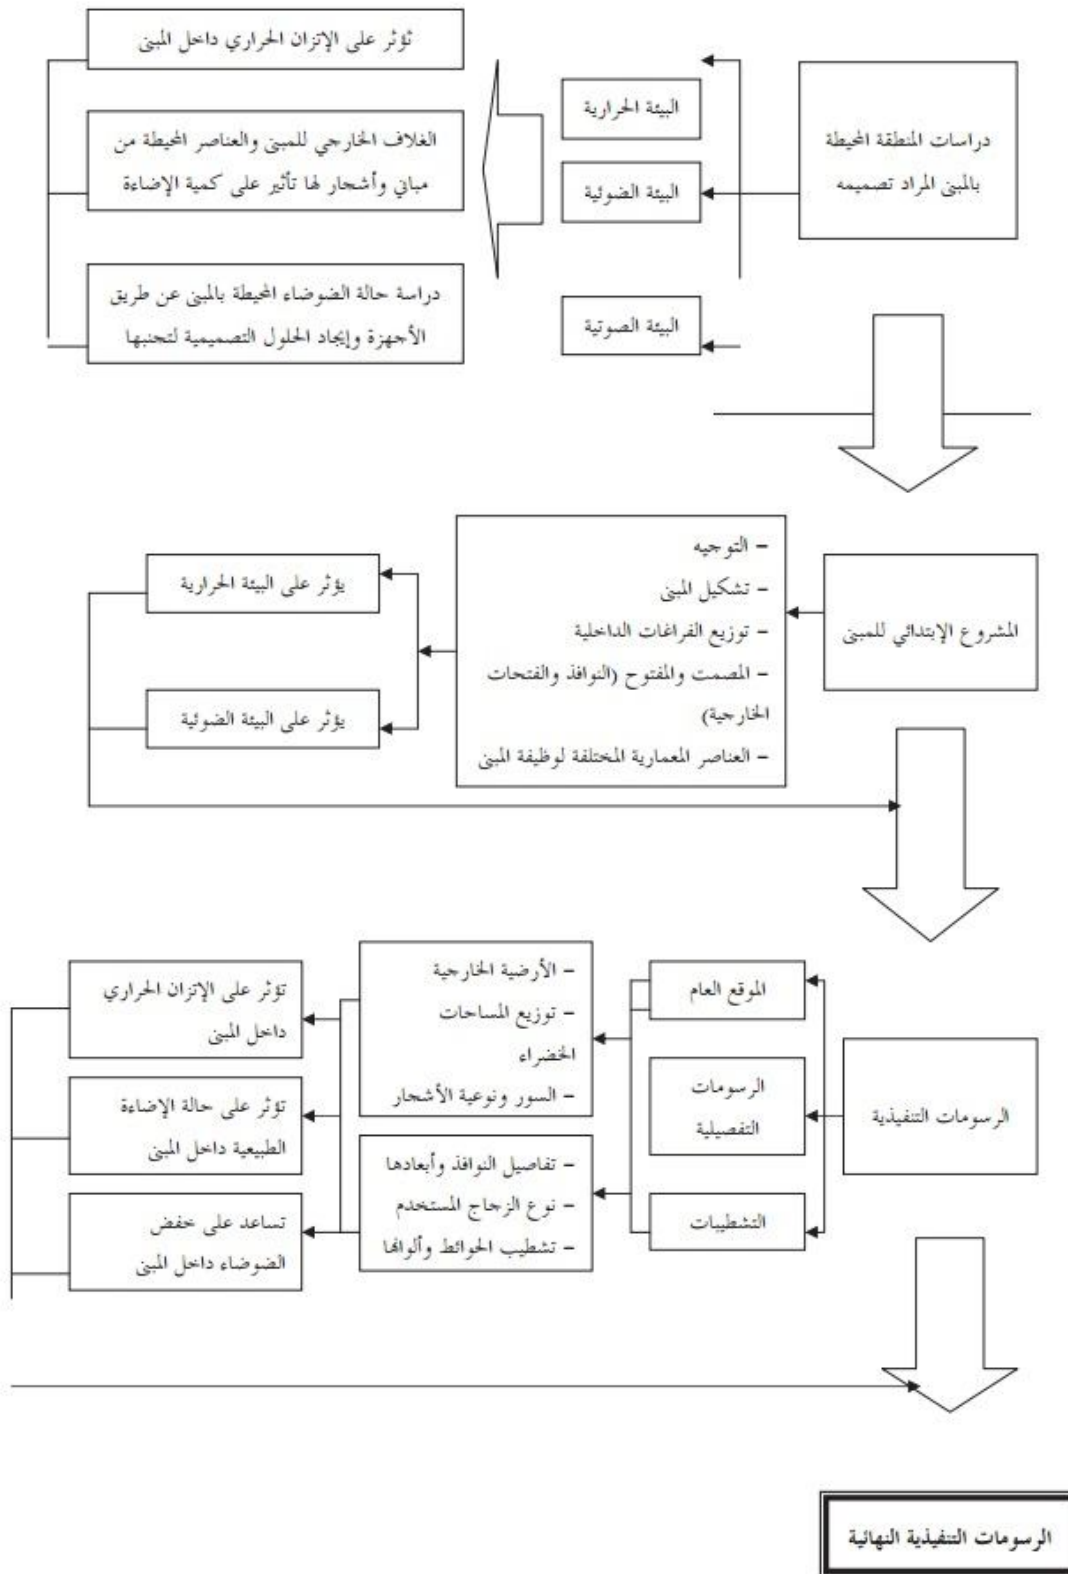 دراسات المنطقة المحيطة
بالمبنى المراد تصميمه
البيئة الحرارية
البيئة الضوئية
البيئة الصوتية
تؤثر على الإتزان الحراري داخل المبنى
الغلاف الخارجي للمبنى والعناصر المحيطة من
مباني وأشجار لها تأثير على كمية الإضاءة
دراسة حالة الضوضاء المحيطة بالمبنى عن طريق
الأجهزة وإيجاد الحلول التصميمية لتجنبها
المشروع الإبتدائي للمبنى
– التوجيه
– تشكيل المبنى
– توزيع الفراغات الداخلية
– المصمت والمفتوح (النوافذ والفتحات
الخارجية)
– العناصر المعمارية المختلفة لوظيفة المبنى
يؤثر على البيئة الحرارية
يؤثر على البيئة الضوئية
الرسومات التنفيذية
الموقع العام
الرسومات
التفصيلية
التشطيبات
– الأرضية الخارجية
– توزيع المساحات
الخضراء
– السور ونوعية الأشجار
– تفاصيل النوافذ وأبعادها
– نوع الزجاج المستخدم
– تشطيب الحوائط وألوانها
تؤثر على الإتزان الحراري
داخل المبنى
تؤثر على حالة الإضاءة
الطبيعية داخل المبنى
تساعد على خفض
الضوضاء داخل المبنى
الرسومات التنفيذية النهائية